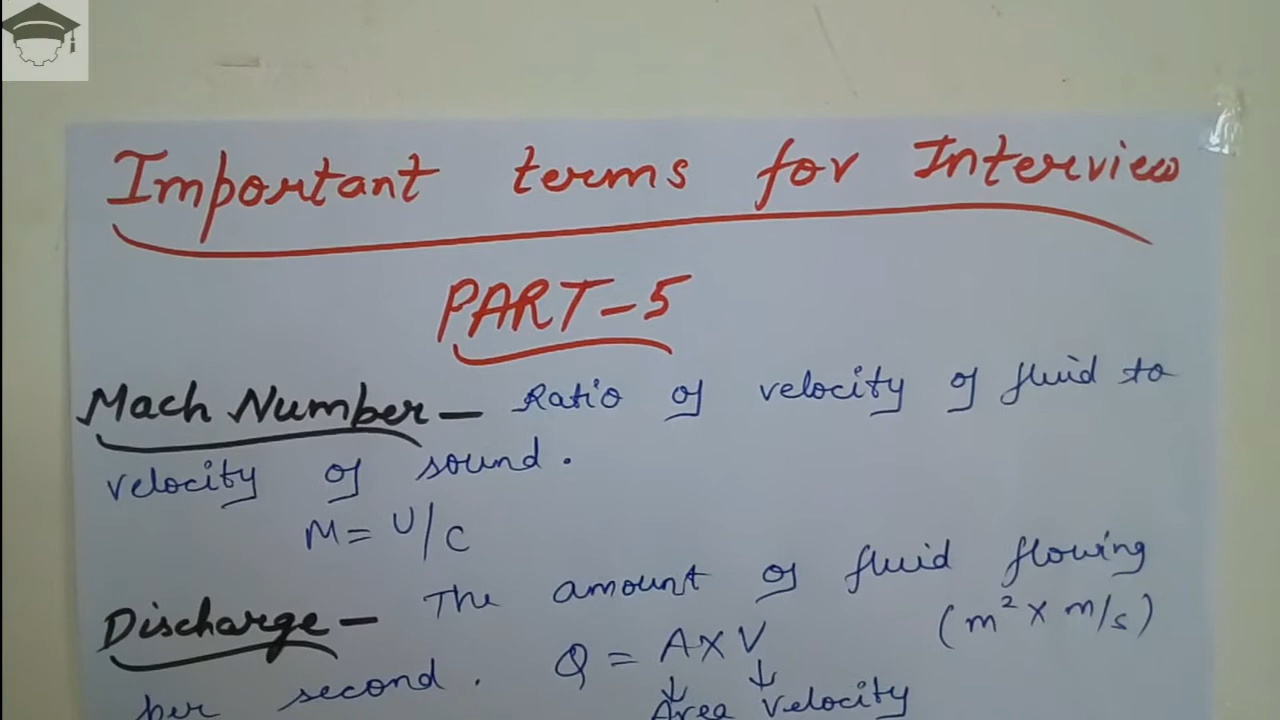 Important terms for Interview
PART-5
Mach Number - Ratio of velocity of fluid to
velocity of sound.
M = U/C
Discharge - The amount of fluid flowing
per second. Q = A×V (m²× m/s)
↓ ↓
Area Velocity